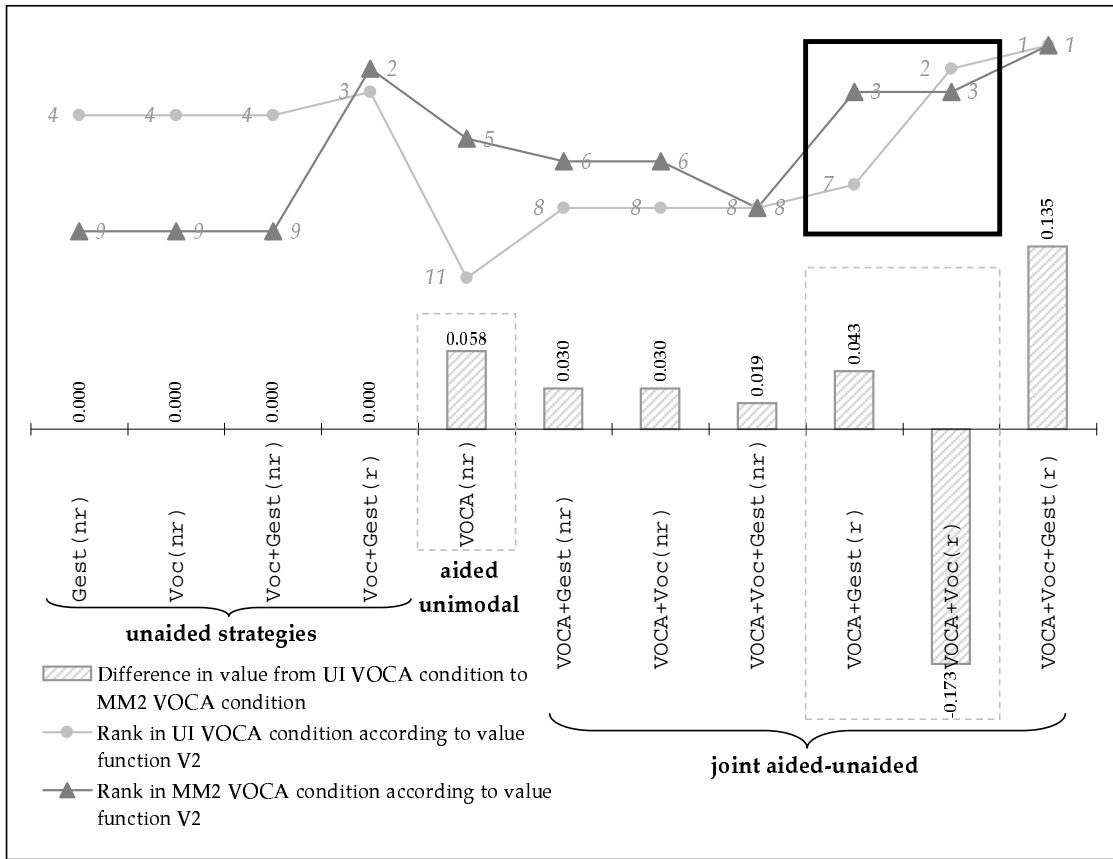 1
1
2
2
3
3
3
4
4
4
5
6
6
7
8
8
8
8
9
9
9
11
0.000
0.000
0.000
0.000
0.058
0.030
0.030
0.019
0.043
-0.173
0.135
Gest(nr)
Voc(nr)
Voc+Gest(nr)
Voc+Gest(r)
VOCA(nr)
VOCA+Gest(nr)
VOCA+Voc(nr)
VOCA+Voc+Gest(nr)
VOCA+Gest(r)
VOCA+Voc(r)
VOCA+Voc+Gest(r)
aided
unimodal
unaided strategies
joint aided-unaided
Difference in value from UI VOCA condition to
MM2 VOCA condition
Rank in UI VOCA condition according to value
function V2
Rank in MM2 VOCA condition according to value
function V2